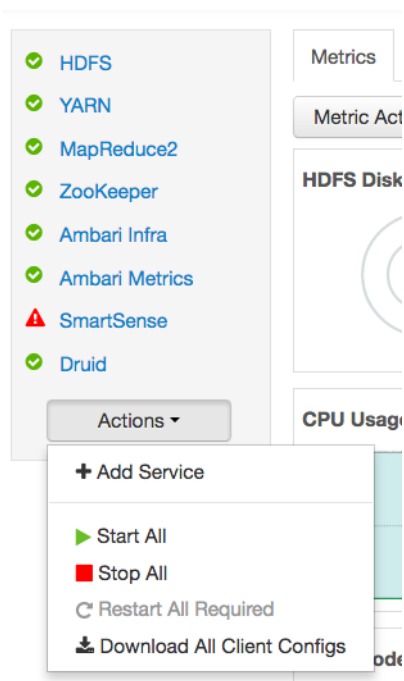 HDFS
YARN
MapReduce2
ZooKeeper
Ambari Infra
Ambari Metrics
SmartSense
Druid
Actions
Add Service
Start All
Stop All
Restart All Required
Download All Client Configs
Metrics
Metric Act
HDFS Disk
CPU Usage
ode